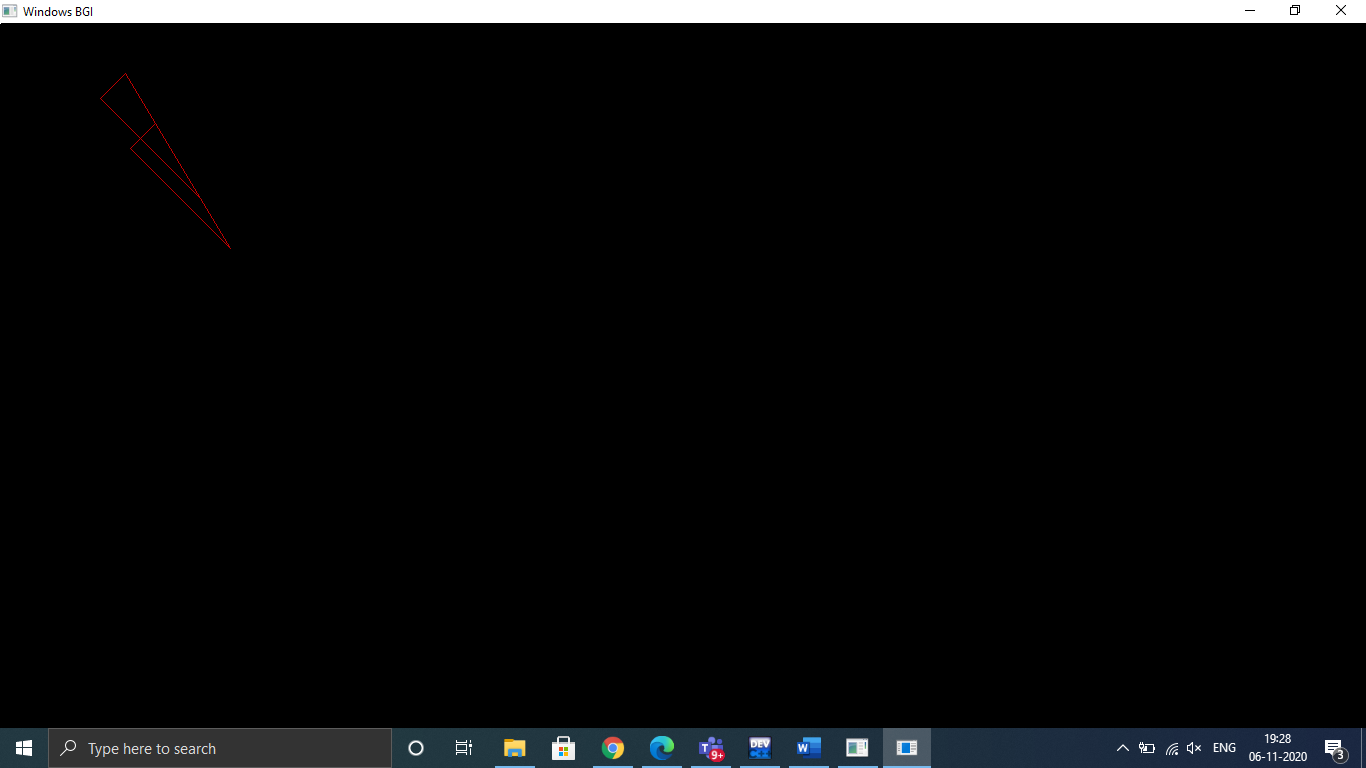 Windows BGI
Type here to search
9+
DEV
W
ENG
19:28
06-11-2020
3